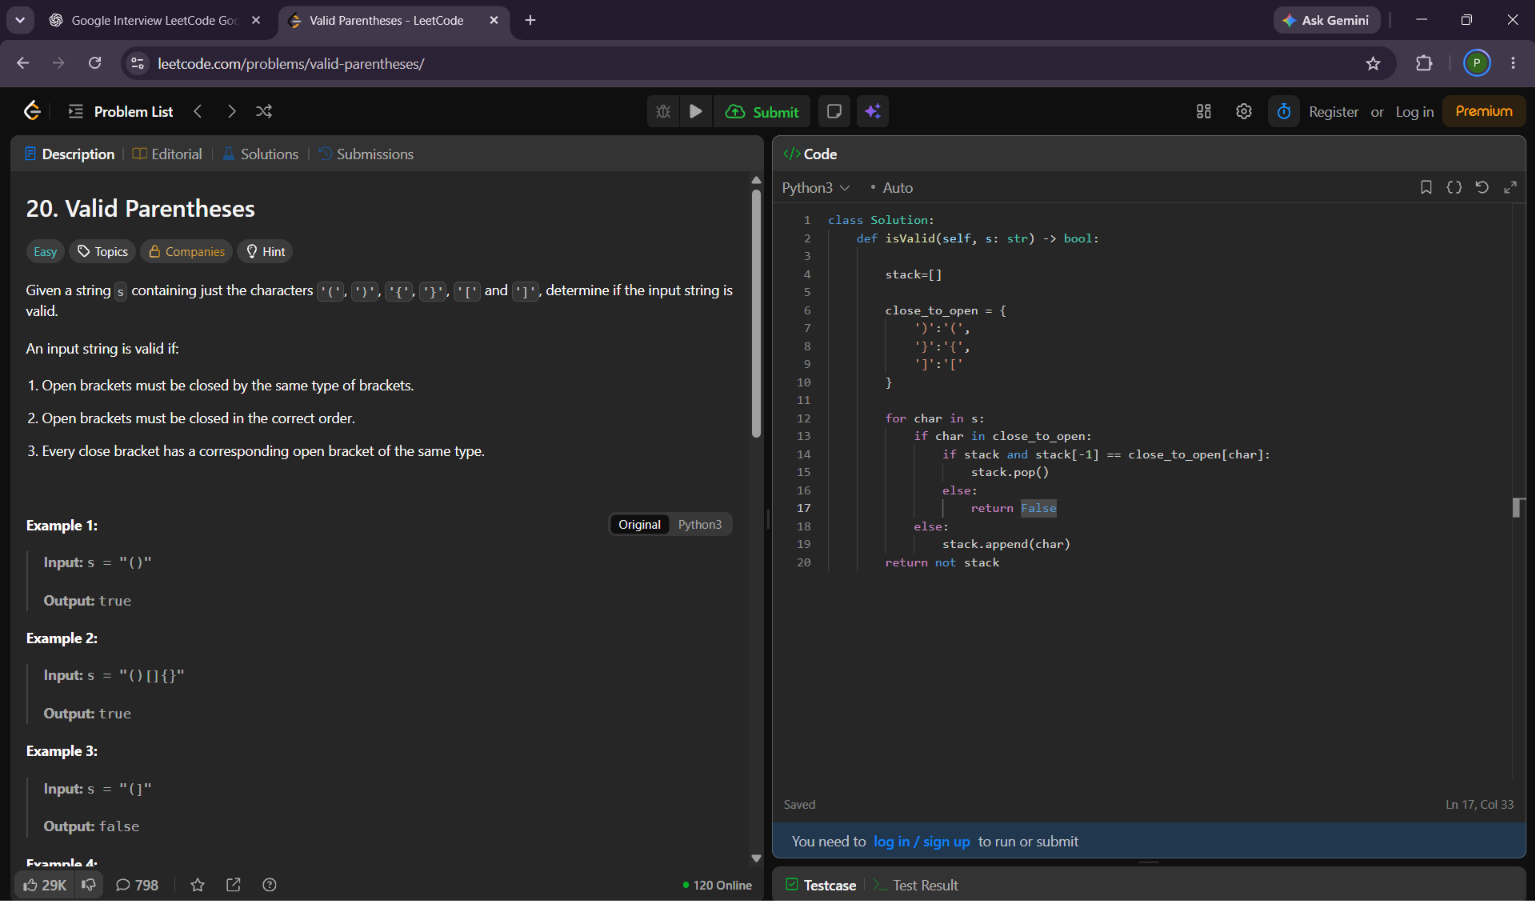 Google Interview LeetCode Go
Valid Parentheses - LeetCode
Ask Gemini
leetcode.com/problems/valid-parentheses/
P
Problem List
Submit
Register or Log in
Premium
Description
Editorial
Solutions
Submissions
20. Valid Parentheses
Easy
Topics
Companies
Hint
Given a string s containing just the characters '(', ')', '{', '}', '[' and ']', determine if the input string is
valid.
An input string is valid if:
1. Open brackets must be closed by the same type of brackets.
2. Open brackets must be closed in the correct order.
3. Every close bracket has a corresponding open bracket of the same type.
Example 1:
Original
Python3
Input: s = "()"
Output: true
Example 2:
Input: s = "()[]{}"
Output: true
Example 3:
Input: s = "(]"
Output: false
Example 4:
29K
798
120 Online
</> Code
Python3
• Auto
1 class Solution:
2 def isValid(self, s: str) -> bool:
3
4 stack=[]
5
6 close_to_open = {
7 ')':'(',
8 '}':'{',
9 ']':'['
10 }
11
12 for char in s:
13 if char in close_to_open:
14 if stack and stack[-1] == close_to_open[char]:
15 stack.pop()
16 else:
17 return False
18 else:
19 stack.append(char)
20 return not stack
Saved
Ln 17, Col 33
You need to log in / sign up to run or submit
Testcase
Test Result